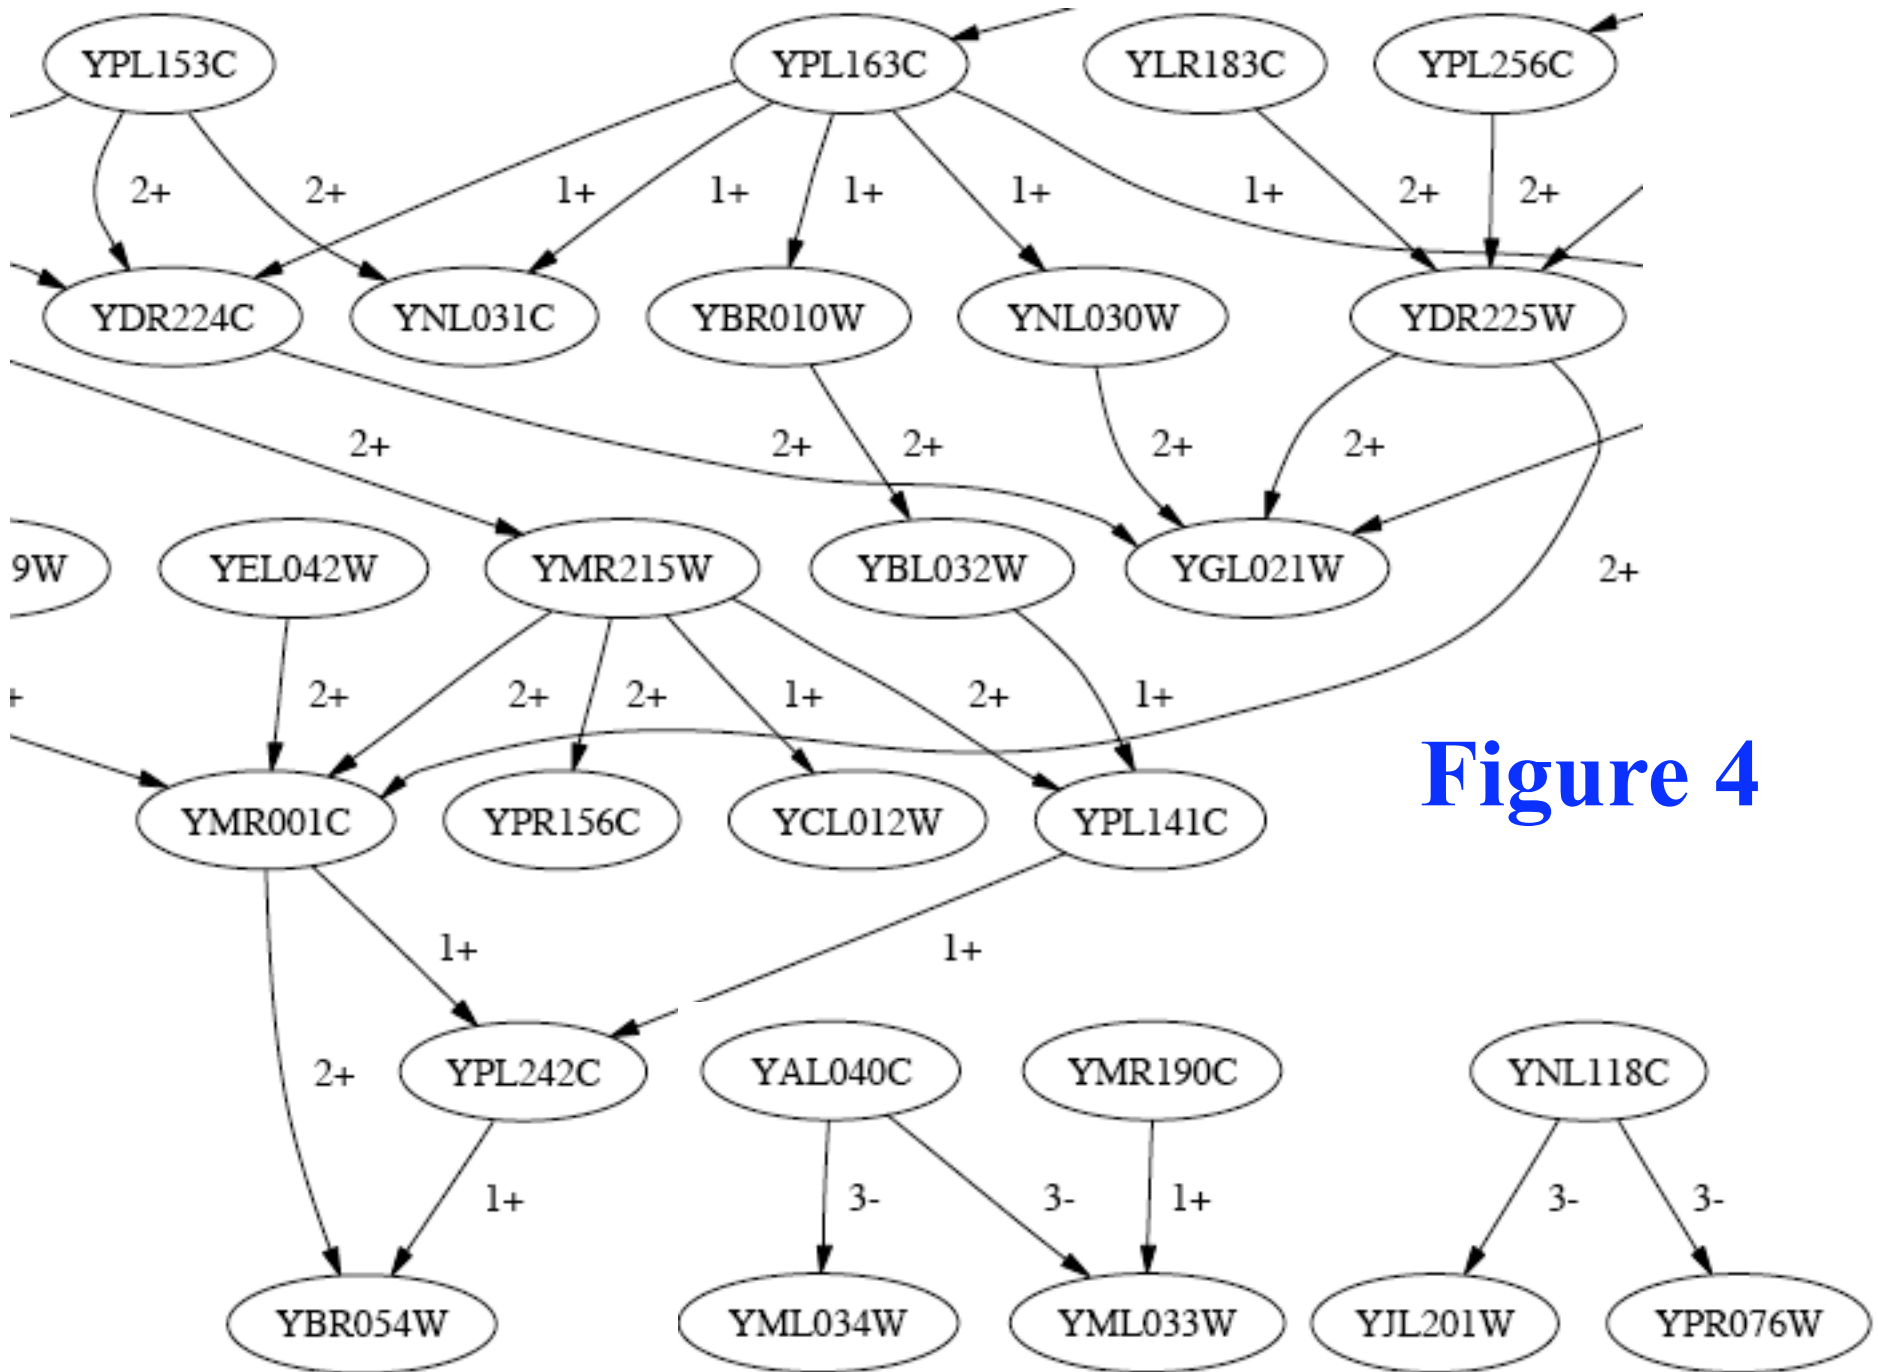 YPL153C YPL163C YLR183C YPL256C
2+ 2+ 1+ 1+ 1+ 1+ 1+ 2+ 2+
YDR224C YNL031C YBR010W YNL030W YDR225W
2+ 2+ 2+ 2+ 2+
9W YEL042W YMR215W YBL032W YGL021W 2+
+ 2+ 2+ 2+ 1+ 2+ 1+
Figure 4
YMR001C YPR156C YCL012W YPL141C
1+ 1+
2+ YPL242C YAL040C YMR190C YNL118C
1+ 3- 3- 1+ 3- 3-
YBR054W YML034W YML033W YJL201W YPR076W